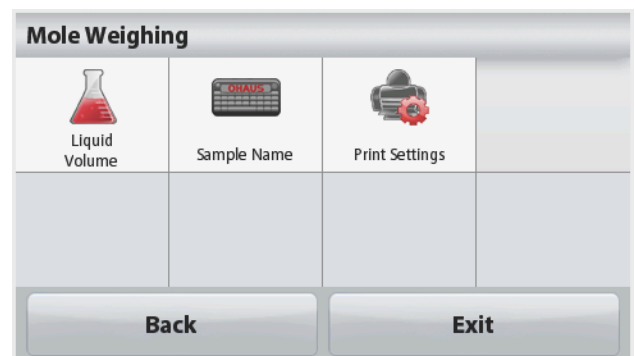 Mole Weighing
OHAUS
Liquid
Volume
Sample Name
Print Settings
Back
Exit